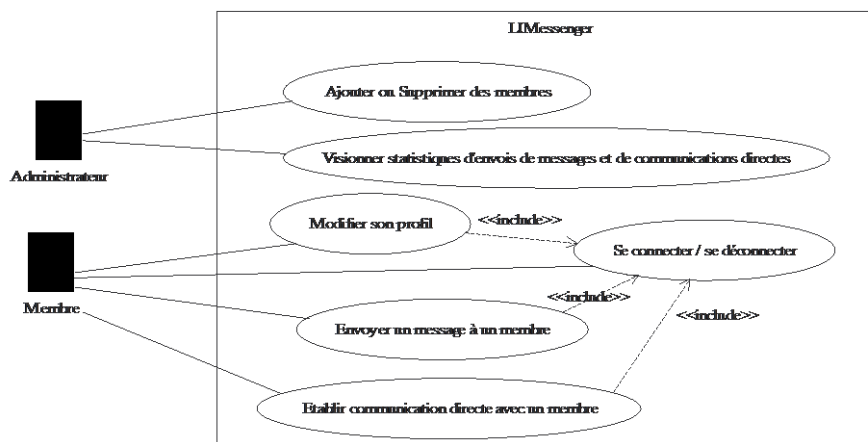 LIMessenger
Ajouter ou Supprimer des membres
Administrateur
Visionner statistiques d'envois de messages et de communications directes
Modifier son profil
<<include>>
Se connecter / se déconnecter
Membre
<<include>>
Envoyer un message à un membre
<<include>>
Etablir communication directe avec un membre